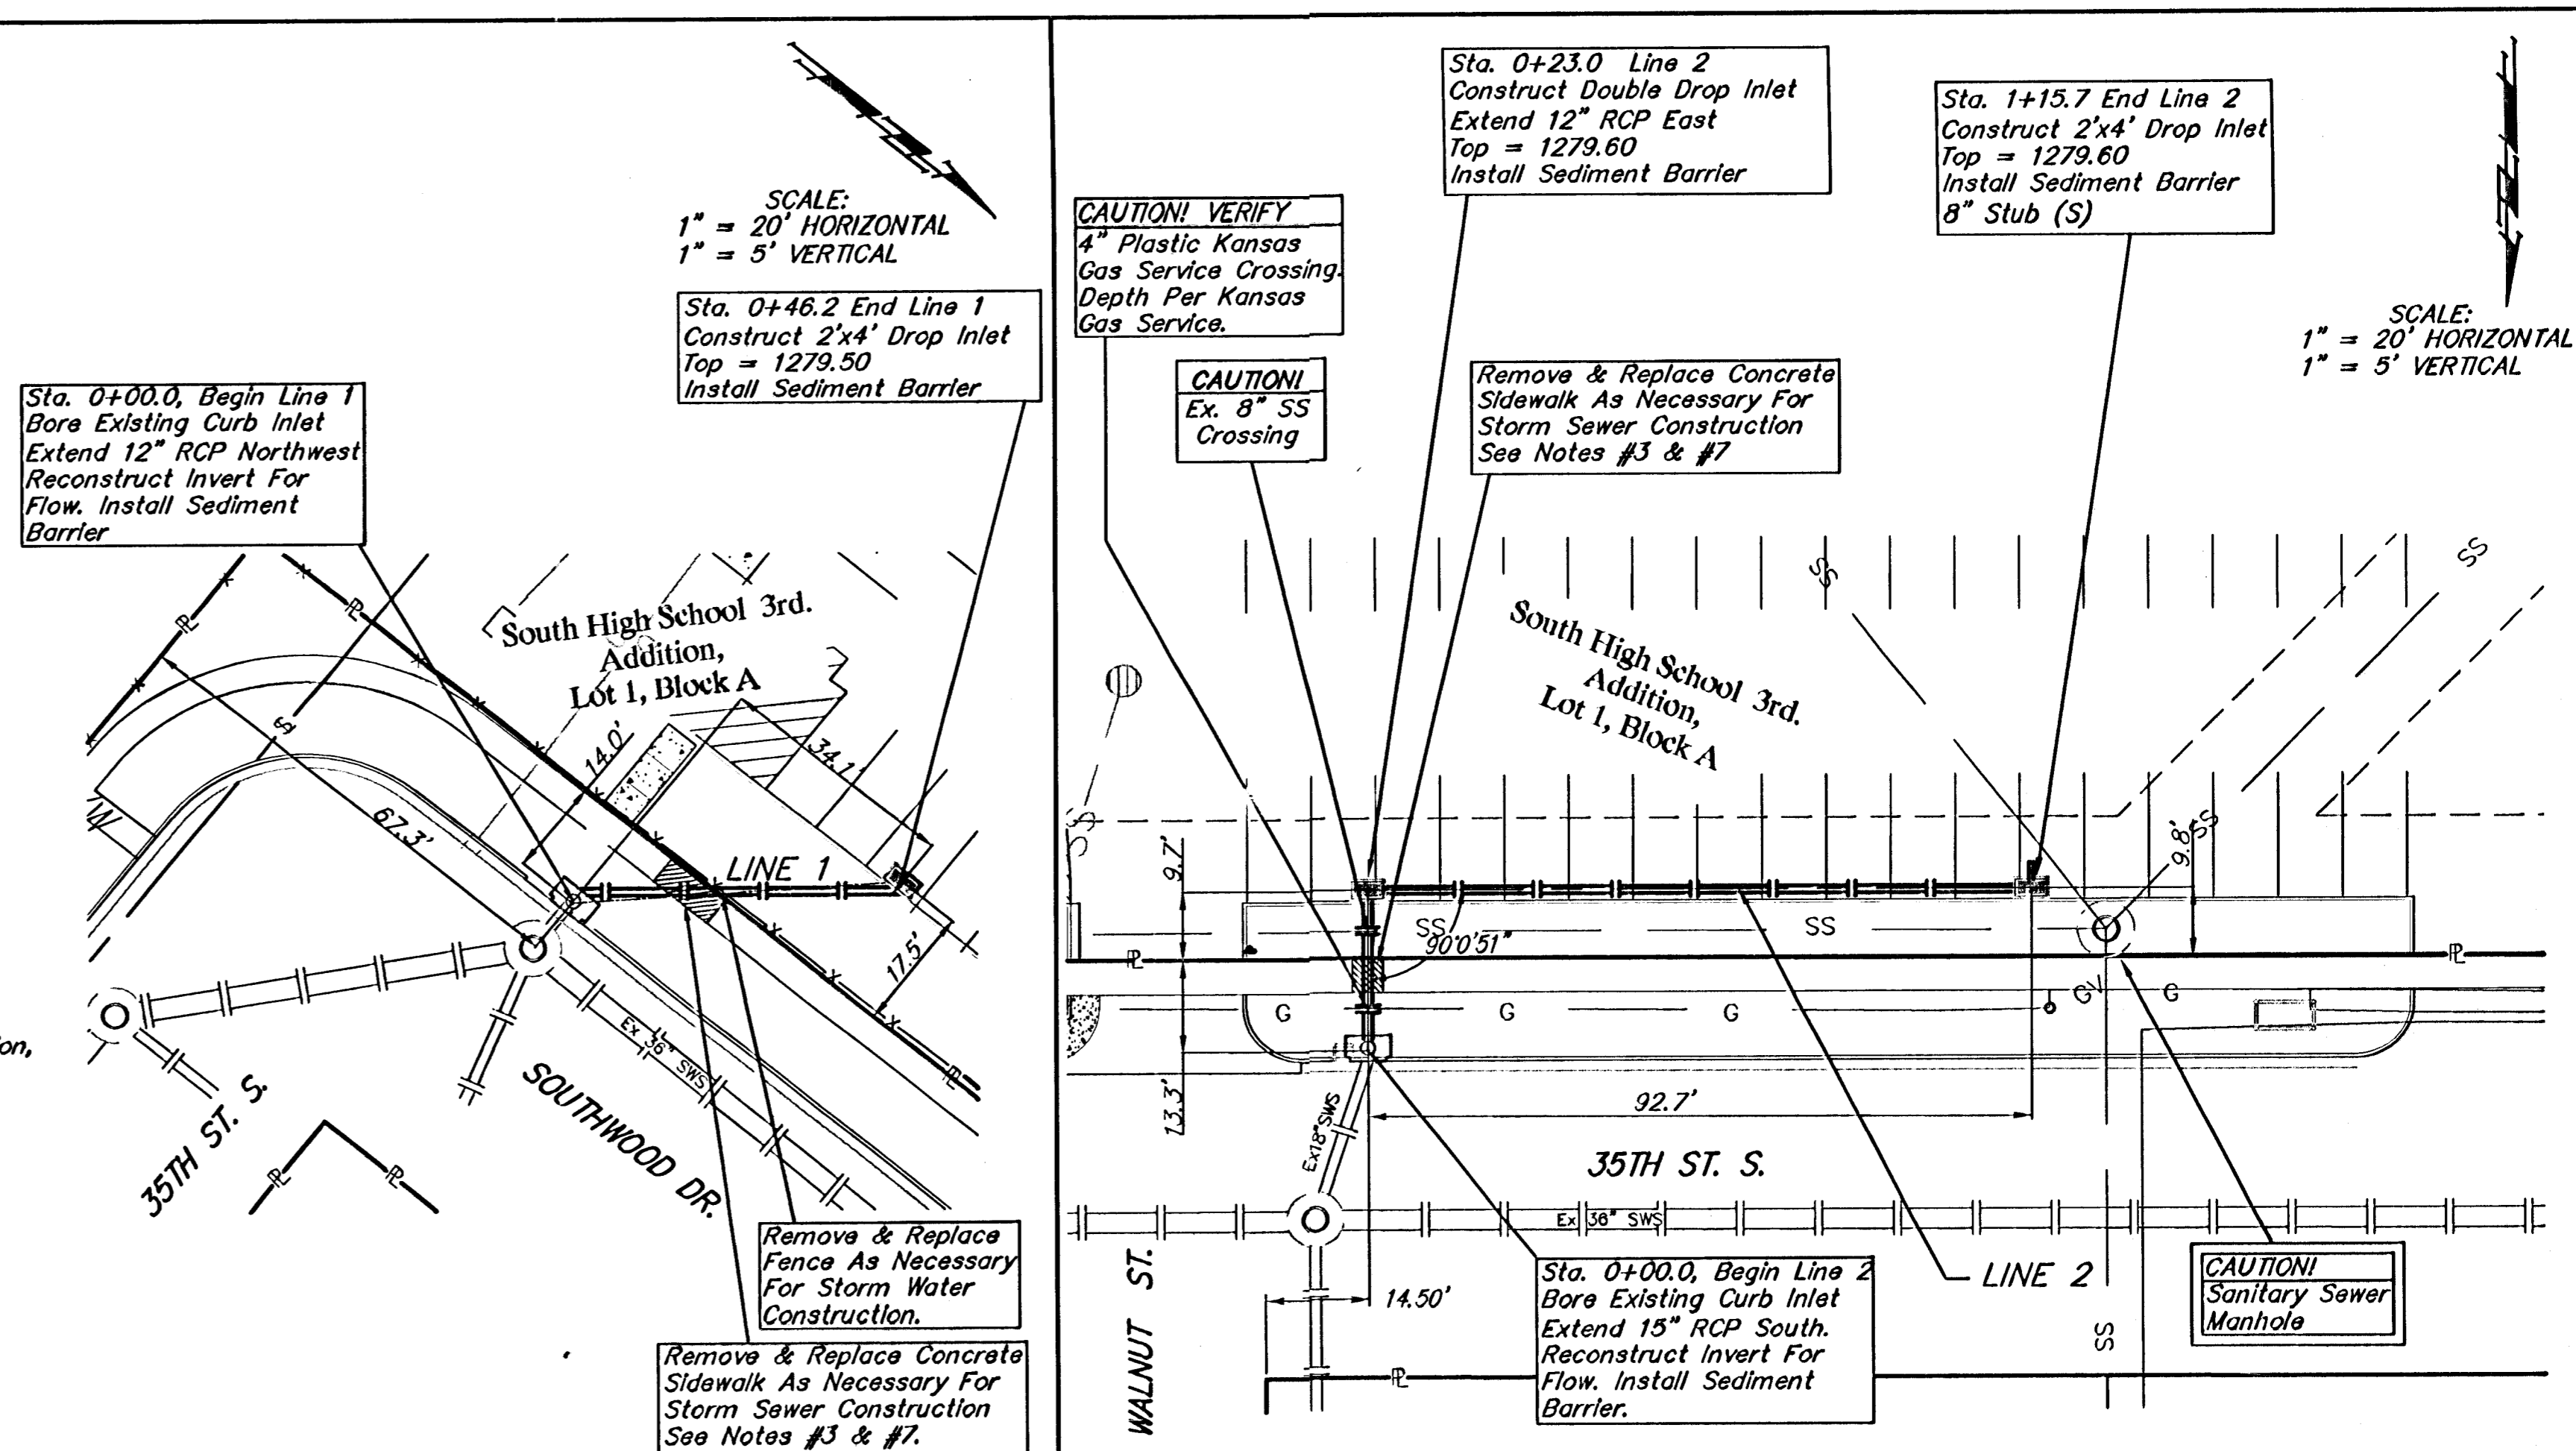 SCALE:
1" = 20' HORIZONTAL
1" = 5' VERTICAL
Sta. 0+46.2 End Line 1
Construct 2'x4' Drop Inlet
Top = 1279.50
Install Sediment Barrier
Sta. 0+00.0, Begin Line 1
Bore Existing Curb Inlet
Extend 12" RCP Northwest
Reconstruct Invert For
Flow. Install Sediment
Barrier
South High School 3rd.
Addition,
Lot 1, Block A
14.0'
34.1'
67.3'
LINE 1
17.5'
Ex 36" SWS
on,
35TH ST. S.
SOUTHWOOD DR.
PL
PL
PL
PL
PL
S
W
Remove & Replace
Fence As Necessary
For Storm Water
Construction.
Remove & Replace Concrete
Sidewalk As Necessary For
Storm Sewer Construction
See Notes #3 & #7.
Sta. 0+23.0 Line 2
Construct Double Drop Inlet
Extend 12" RCP East
Top = 1279.60
Install Sediment Barrier
Sta. 1+15.7 End Line 2
Construct 2'x4' Drop Inlet
Top = 1279.60
Install Sediment Barrier
8" Stub (S)
CAUTION! VERIFY
4" Plastic Kansas
Gas Service Crossing.
Depth Per Kansas
Gas Service.
SCALE:
1" = 20' HORIZONTAL
1" = 5' VERTICAL
CAUTION!
Ex. 8" SS
Crossing
Remove & Replace Concrete
Sidewalk As Necessary For
Storm Sewer Construction
See Notes #3 & #7
SS
SS
South High School 3rd.
Addition,
Lot 1, Block A
SS
SS
9.7'
9.8'
SS
SS
90°0'51"
PL
PL
G
G
G
GV
G
13.3'
92.7'
Ex18"SWS
35TH ST. S.
Ex 36" SWS
WALNUT ST.
14.50'
PL
Sta. 0+00.0, Begin Line 2
Bore Existing Curb Inlet
Extend 15" RCP South.
Reconstruct Invert For
Flow. Install Sediment
Barrier.
LINE 2
SS
CAUTION!
Sanitary Sewer
Manhole